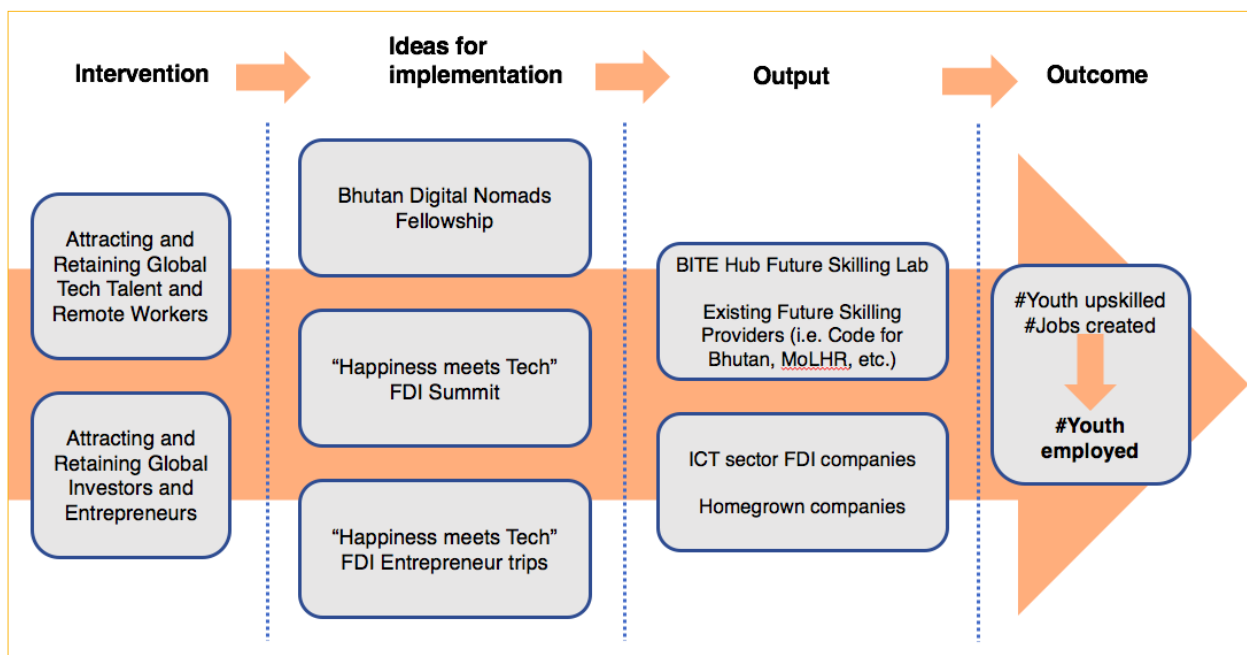 Intervention
Ideas for
implementation
Output
Outcome
Attracting and
Retaining Global
Tech Talent and
Remote Workers
Attracting and
Retaining Global
Investors and
Entrepreneurs
Bhutan Digital Nomads
Fellowship
“Happiness meets Tech”
FDI Summit
“Happiness meets Tech”
FDI Entrepreneur trips
BITE Hub Future Skilling Lab
Existing Future Skilling
Providers (i.e. Code for
Bhutan, MoLHR, etc.)
ICT sector FDI companies
Homegrown companies
#Youth upskilled
#Jobs created
#Youth
employed